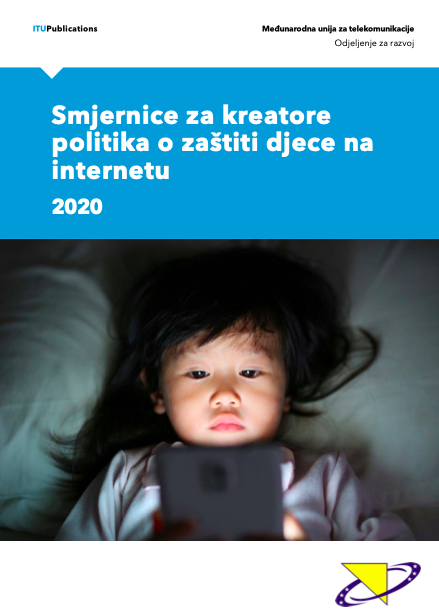 ITUPublications
Međunarodna unija za telekomunikacije
Odjeljenje za razvoj
Smjernice za kreatore
politika o zaštiti djece na
internetu
2020